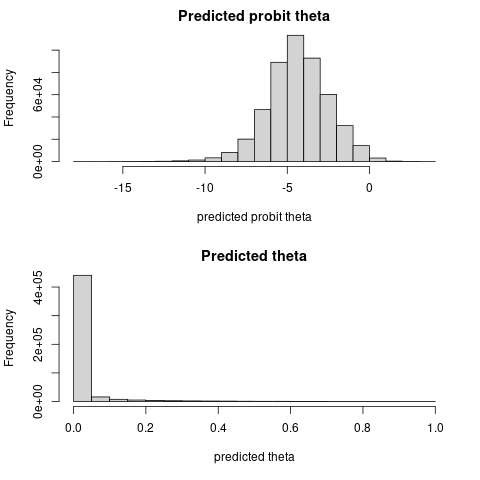 Predicted probit theta
Frequency
6e+04
0e+00
-15 -10 -5 0
predicted probit theta
Predicted theta
Frequency
4e+05
2e+05
0e+00
0.0 0.2 0.4 0.6 0.8 1.0
predicted theta